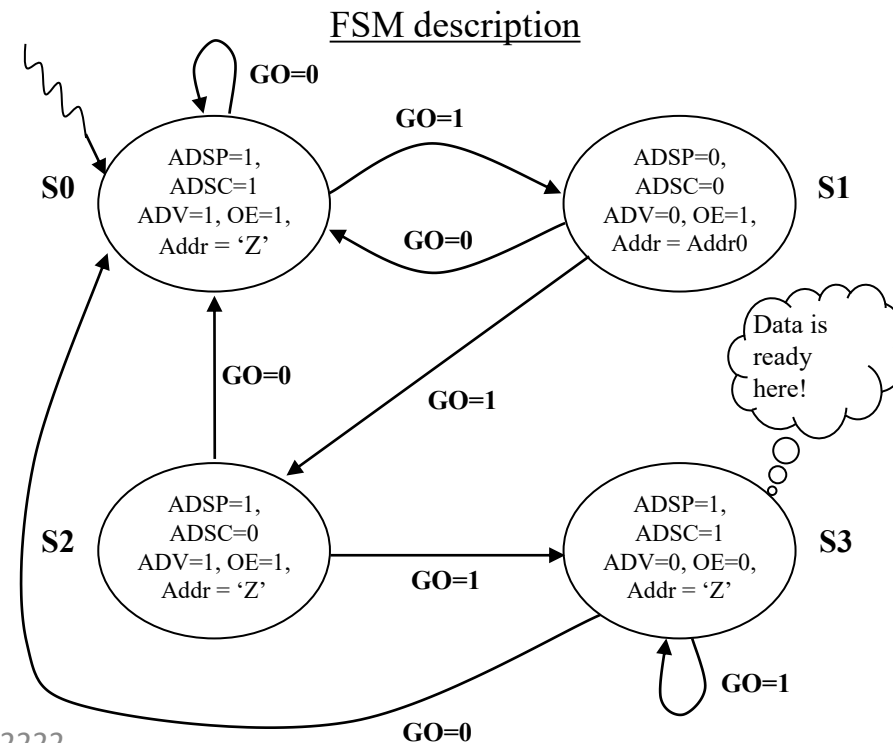 FSM description
GO=0
GO=1
S0
ADSP=1,
ADSC=1
ADV=1, OE=1,
Addr = ‘Z’
GO=0
ADSP=0,
ADSC=0
ADV=0, OE=1,
Addr = Addr0
S1
Data is
ready
here!
GO=0
GO=1
S2
ADSP=1,
ADSC=0
ADV=1, OE=1,
Addr = ‘Z’
GO=1
ADSP=1,
ADSC=1
ADV=0, OE=0,
Addr = ‘Z’
S3
GO=1
GO=0
2222